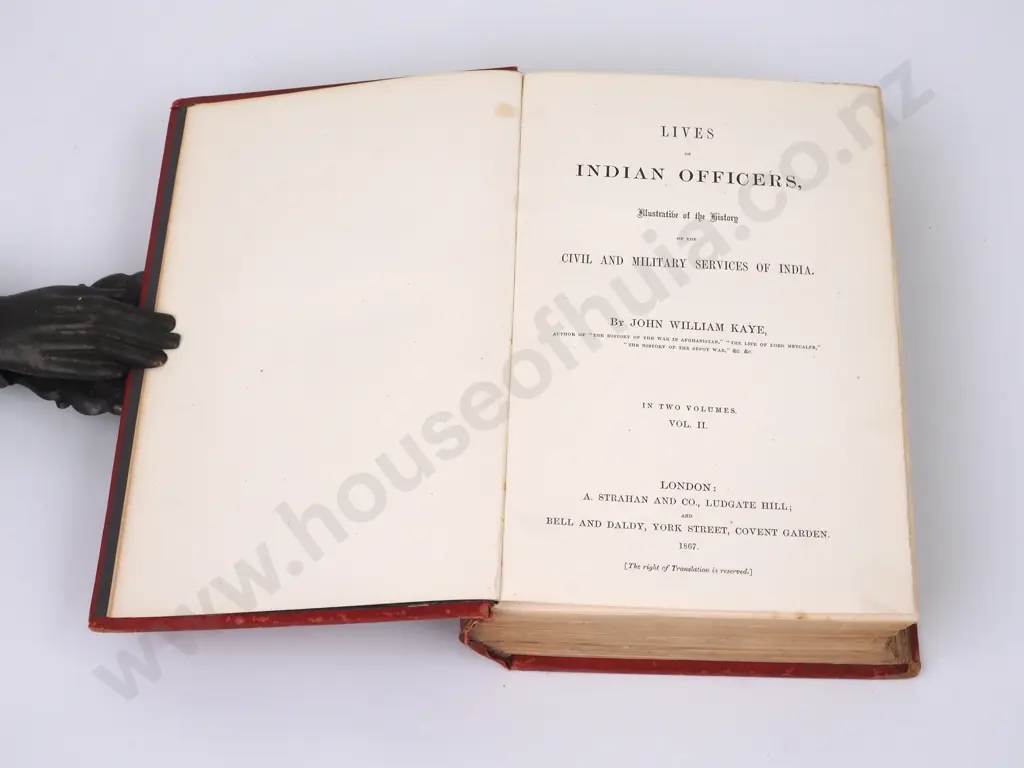 LIVES
OF
INDIAN OFFICERS,
Illustrative of the History
OF THE
CIVIL AND MILITARY SERVICES OF INDIA.
BY JOHN WILLIAM KAYE,
AUTHOR OF "THE HISTORY OF THE WAR IN AFGHANISTAN," "THE LIFE OF LORD METCALFE,"
"THE HISTORY OF THE SEPOY WAR," &c. &c.
IN TWO VOLUMES.
VOL. II.
LONDON:
A. STRAHAN AND CO., LUDGATE HILL;
AND
BELL AND DALDY, YORK STREET, COVENT GARDEN.
1867.
[The right of Translation is reserved.]
www.houseofhuia.co.nz